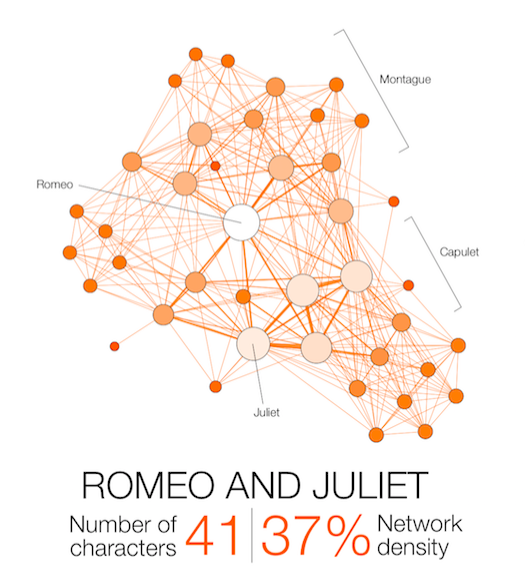 Montague
Romeo
Capulet
Juliet
ROMEO AND JULIET
Number of characters 41 37% Network density